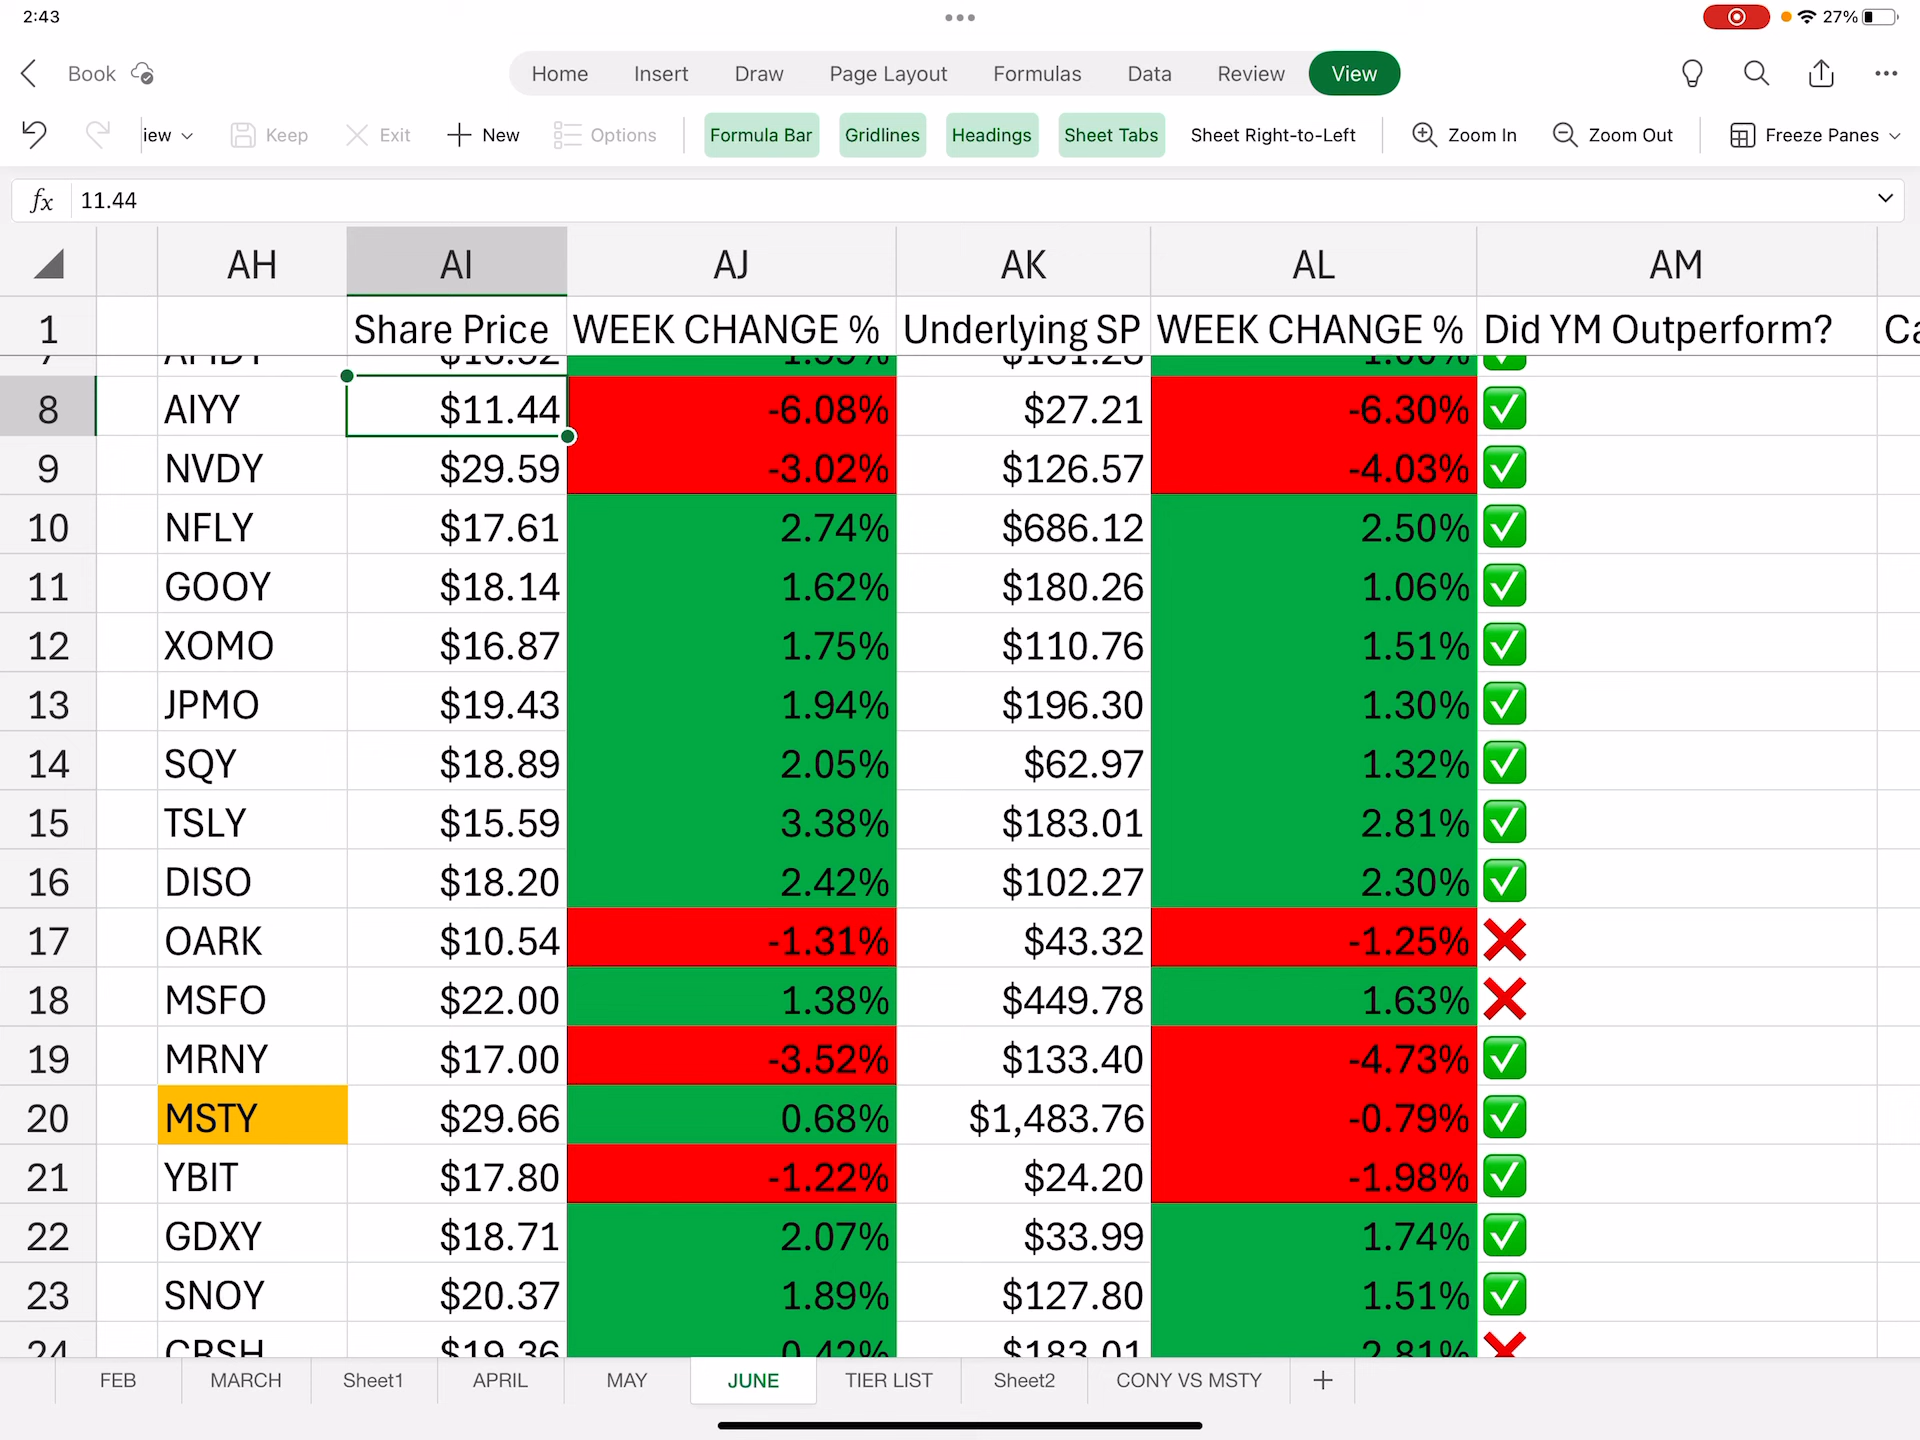 2:43
27%
Book
Home Insert Draw Page Layout Formulas Data Review View
iew Keep Exit New Options Formula Bar Gridlines Headings Sheet Tabs Sheet Right-to-Left Zoom In Zoom Out Freeze Panes
fx 11.44
AH AI AJ AK AL AM
1 Share Price WEEK CHANGE % Underlying SP WEEK CHANGE % Did YM Outperform? Ca
8 AIYY $11.44 -6.08% $27.21 -6.30% ✅
9 NVDY $29.59 -3.02% $126.57 -4.03% ✅
10 NFLY $17.61 2.74% $686.12 2.50% ✅
11 GOOY $18.14 1.62% $180.26 1.06% ✅
12 XOMO $16.87 1.75% $110.76 1.51% ✅
13 JPMO $19.43 1.94% $196.30 1.30% ✅
14 SQY $18.89 2.05% $62.97 1.32% ✅
15 TSLY $15.59 3.38% $183.01 2.81% ✅
16 DISO $18.20 2.42% $102.27 2.30% ✅
17 OARK $10.54 -1.31% $43.32 -1.25% ❌
18 MSFO $22.00 1.38% $449.78 1.63% ❌
19 MRNY $17.00 -3.52% $133.40 -4.73% ✅
20 MSTY $29.66 0.68% $1,483.76 -0.79% ✅
21 YBIT $17.80 -1.22% $24.20 -1.98% ✅
22 GDXY $18.71 2.07% $33.99 1.74% ✅
23 SNOY $20.37 1.89% $127.80 1.51% ✅
24 CRSH $19.36 0.42% $183.01 2.81% ❌
FEB MARCH Sheet1 APRIL MAY JUNE TIER LIST Sheet2 CONY VS MSTY